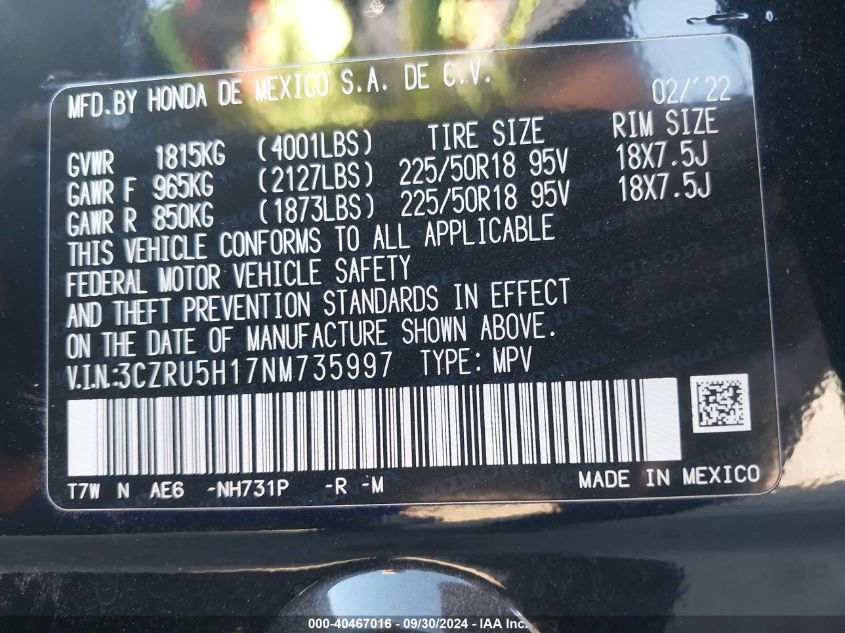 MFD.BY HONDA DE MEXICO S.A. DE C.V. 02/'22
GVWR 1815KG (4001LBS) TIRE SIZE RIM SIZE
GAWR F 965KG (2127LBS) 225/50R18 95V 18X7.5J
GAWR R 850KG (1873LBS) 225/50R18 95V 18X7.5J
THIS VEHICLE CONFORMS TO ALL APPLICABLE
FEDERAL MOTOR VEHICLE SAFETY
AND THEFT PREVENTION STANDARDS IN EFFECT
ON THE DATE OF MANUFACTURE SHOWN ABOVE.
V.I.N.:3CZRU5H17NM735997 TYPE: MPV
T7W N AE6 -NH731P -R -M MADE IN MEXICO
000-40467016 - 09/30/2024 - IAA Inc.